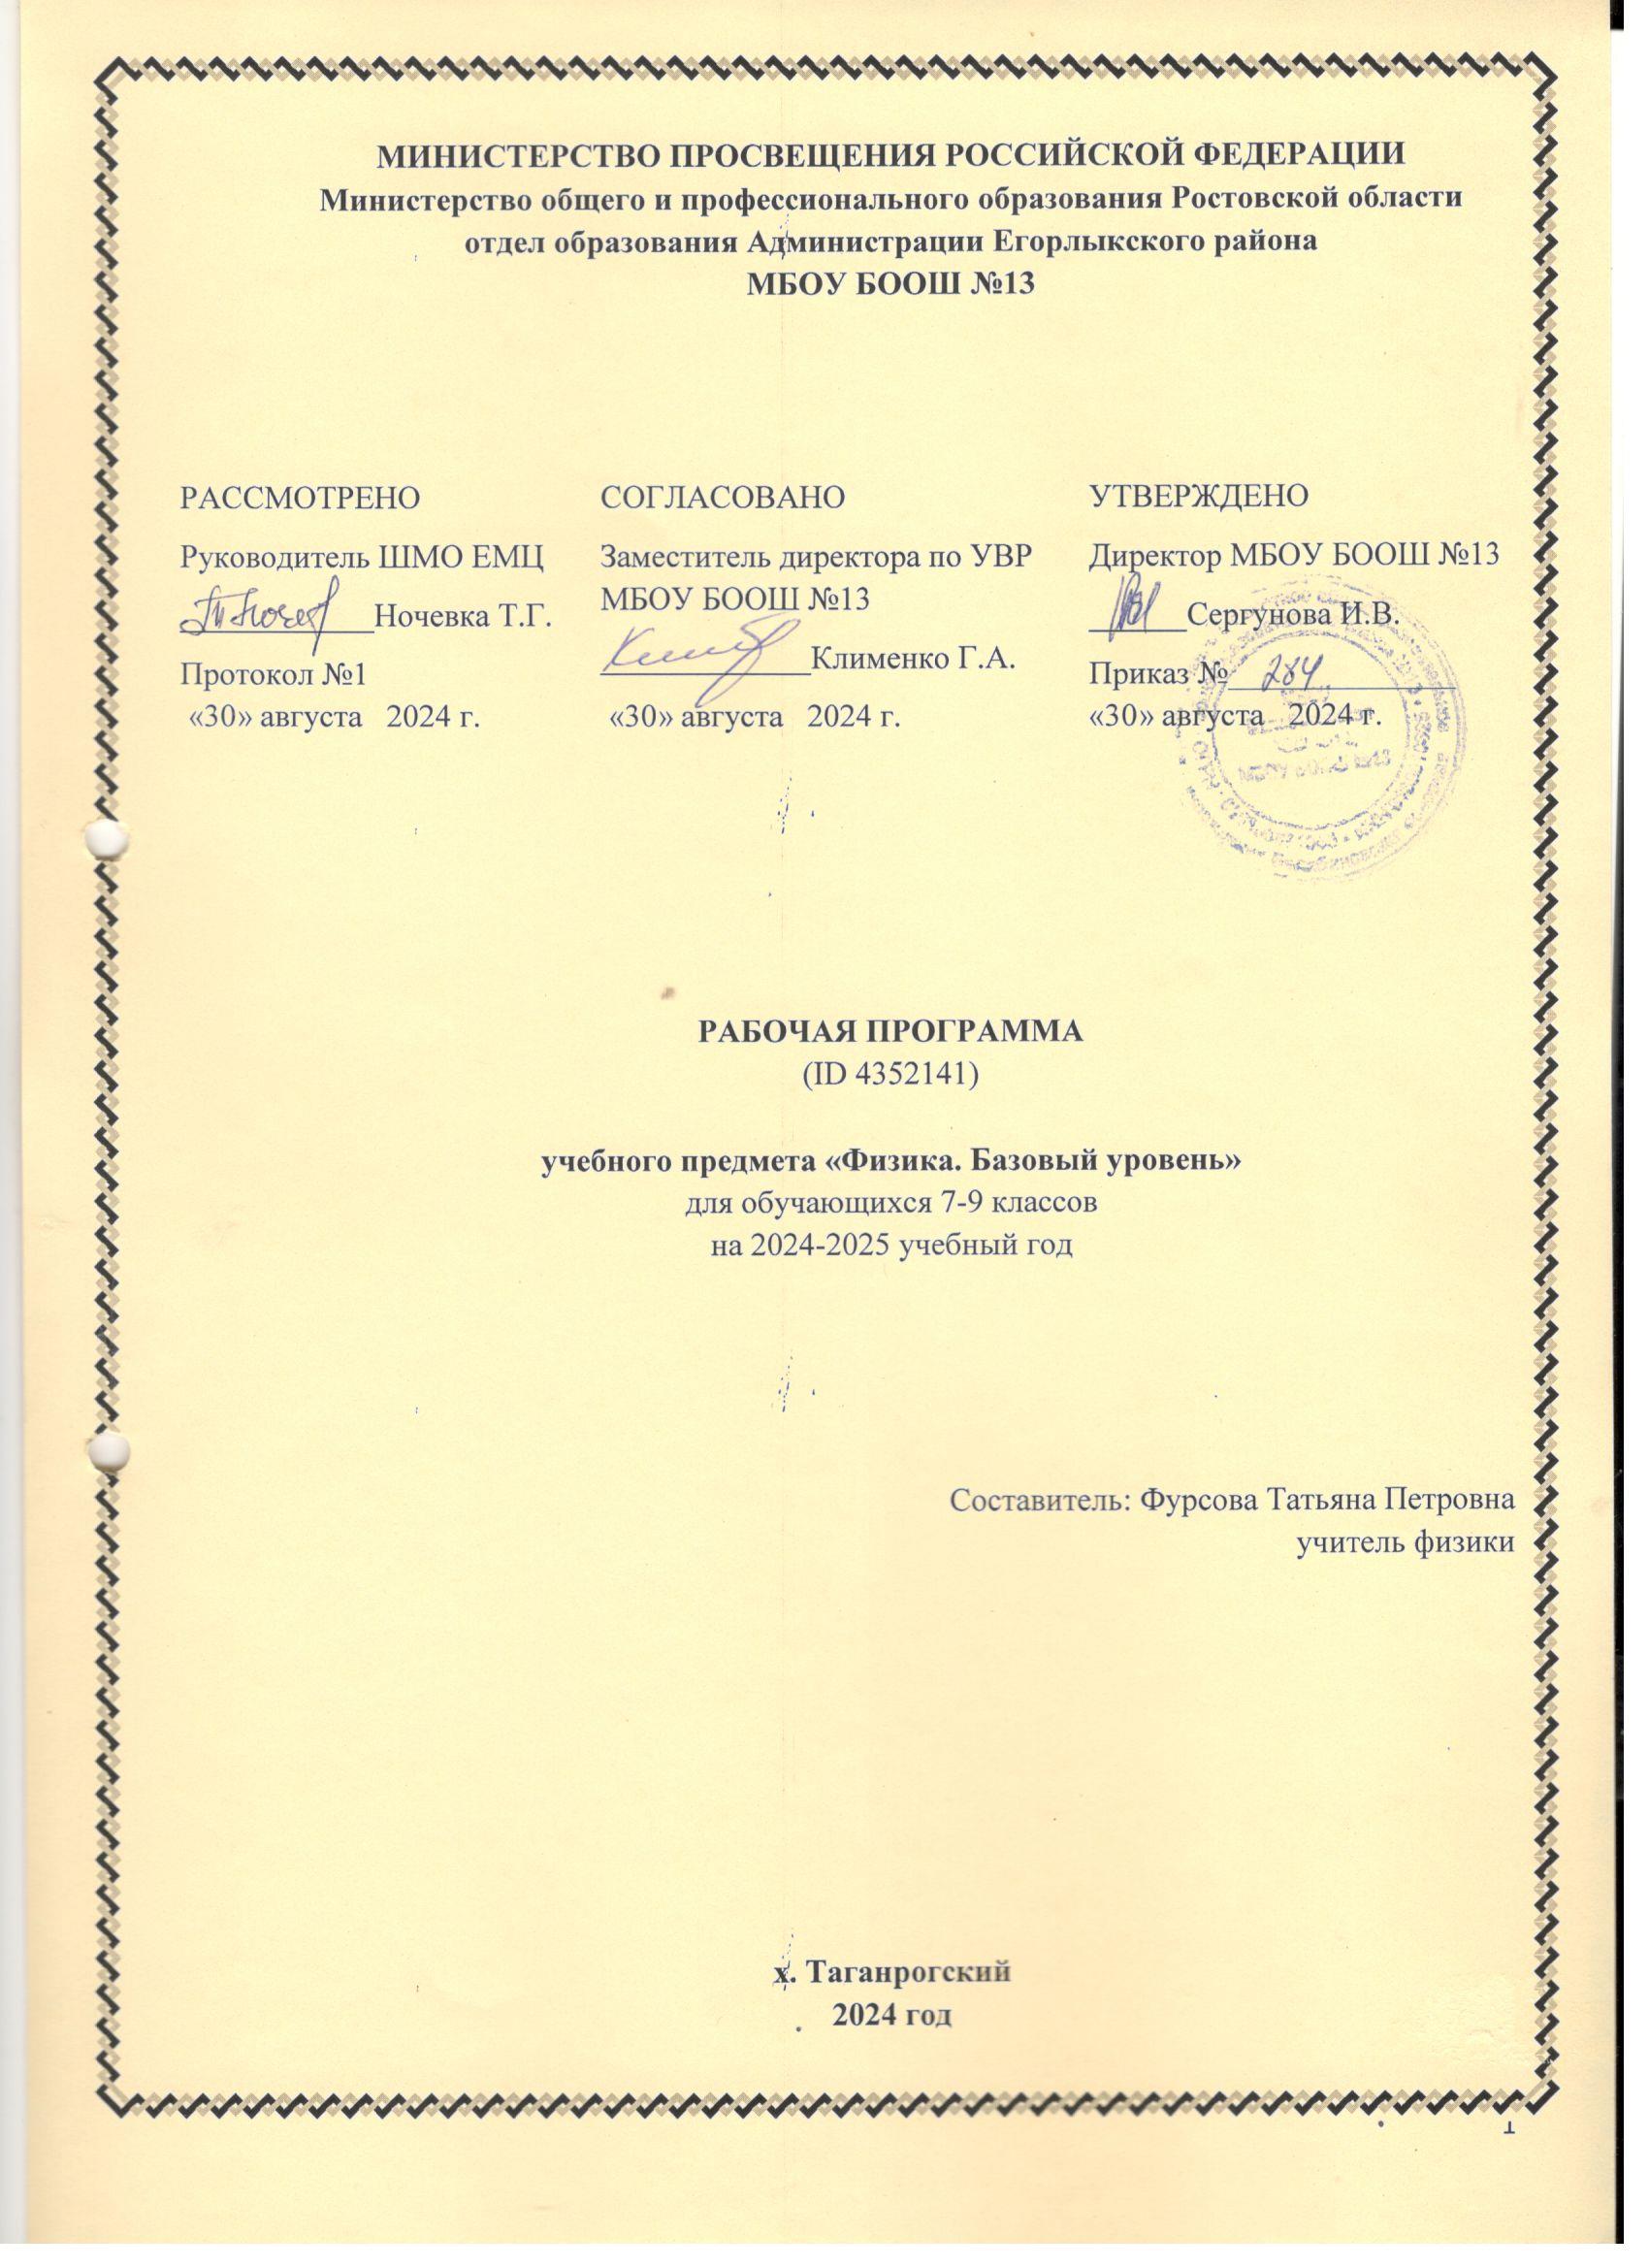 МИНИСТЕРСТВО ПРОСВЕЩЕНИЯ РОССИЙСКОЙ ФЕДЕРАЦИИ
Министерство общего и профессионального образования Ростовской области
отдел образования Администрации Егорлыкского района
МБОУ БООШ №13
РАССМОТРЕНО
Руководитель ШМО ЕМЦ
Ночевка Т.Г.
Протокол №1
«30» августа 2024 г.
СОГЛАСОВАНО
Заместитель директора по УВР
МБОУ БООШ №13
Клименко Г.А.
«30» августа 2024 г.
УТВЕРЖДЕНО
Директор МБОУ БООШ №13
Сергунова И.В.
Приказ № 284
«30» августа 2024 г.
РАБОЧАЯ ПРОГРАММА
(ID 4352141)
учебного предмета «Физика. Базовый уровень»
для обучающихся 7-9 классов
на 2024-2025 учебный год
Составитель: Фурсова Татьяна Петровна
учитель физики
х. Таганрогский
2024 год
1